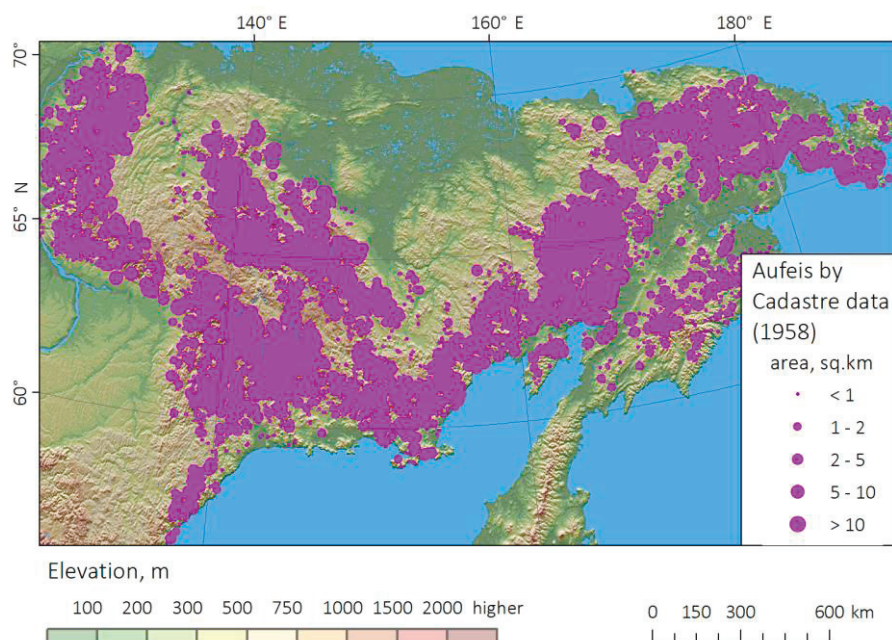 140° E 160° E 180° E
70°
65° N
60°
Aufeis by
Cadastre data
(1958)
area, sq.km
< 1
1 - 2
2 - 5
5 - 10
> 10
Elevation, m
100 200 300 500 750 1000 1500 2000 higher
0 150 300 600 km